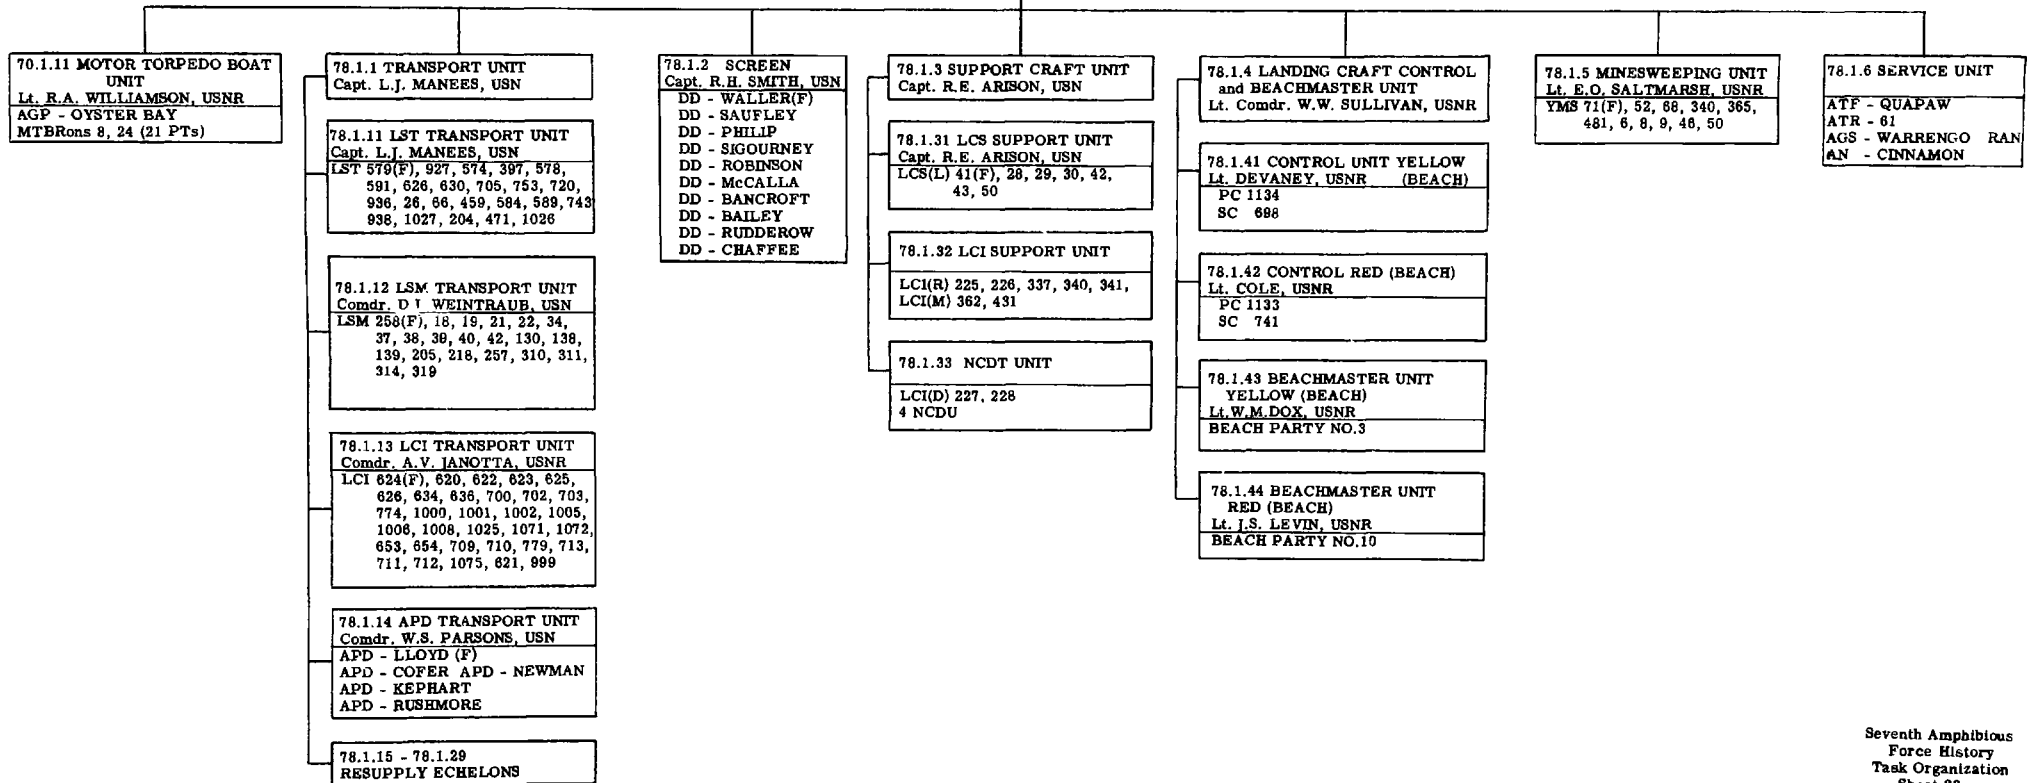 70.1.11 MOTOR TORPEDO BOAT
UNIT
Lt. R.A. WILLIAMSON, USNR
AGP - OYSTER BAY
MTBRons 8, 24 (21 PTs)
78.1.1 TRANSPORT UNIT
Capt. L.J. MANEES, USN
78.1.11 LST TRANSPORT UNIT
Capt. L.J. MANEES, USN
LST 579(F), 927, 574, 397, 578,
591, 626, 630, 705, 753, 720,
936, 26, 66, 459, 584, 589, 743
938, 1027, 204, 471, 1026
78.1.12 LSM TRANSPORT UNIT
Comdr. D J WEINTRAUB, USN
LSM 258(F), 18, 19, 21, 22, 34,
37, 38, 39, 40, 42, 130, 138,
139, 205, 218, 257, 310, 311,
314, 319
78.1.13 LCI TRANSPORT UNIT
Comdr. A.V. JANOTTA, USNR
LCI 624(F), 620, 622, 623, 625,
626, 634, 636, 700, 702, 703,
774, 1000, 1001, 1002, 1005,
1006, 1008, 1025, 1071, 1072,
653, 654, 709, 710, 779, 713,
711, 712, 1075, 621, 999
78.1.14 APD TRANSPORT UNIT
Comdr. W.S. PARSONS, USN
APD - LLOYD (F)
APD - COFER APD - NEWMAN
APD - KEPHART
APD - RUSHMORE
78.1.15 - 78.1.29
RESUPPLY ECHELONS
78.1.2 SCREEN
Capt. R.H. SMITH, USN
DD - WALLER(F)
DD - SAUFLEY
DD - PHILIP
DD - SIGOURNEY
DD - ROBINSON
DD - McCALLA
DD - BANCROFT
DD - BAILEY
DD - RUDDEROW
DD - CHAFFEE
78.1.3 SUPPORT CRAFT UNIT
Capt. R.E. ARISON, USN
78.1.31 LCS SUPPORT UNIT
Capt. R.E. ARISON, USN
LCS(L) 41(F), 28, 29, 30, 42,
43, 50
78.1.32 LCI SUPPORT UNIT
LCI(R) 225, 226, 337, 340, 341,
LCI(M) 362, 431
78.1.33 NCDT UNIT
LCI(D) 227, 228
4 NCDU
78.1.4 LANDING CRAFT CONTROL
and BEACHMASTER UNIT
Lt. Comdr. W.W. SULLIVAN, USNR
78.1.41 CONTROL UNIT YELLOW
Lt. DEVANEY, USNR (BEACH)
PC 1134
SC 698
78.1.42 CONTROL RED (BEACH)
Lt. COLE, USNR
PC 1133
SC 741
78.1.43 BEACHMASTER UNIT
YELLOW (BEACH)
Lt.W.M.DOX, USNR
BEACH PARTY NO.3
78.1.44 BEACHMASTER UNIT
RED (BEACH)
Lt. J.S. LEVIN, USNR
BEACH PARTY NO.10
78.1.5 MINESWEEPING UNIT
Lt. E.O. SALTMARSH, USNR
YMS 71(F), 52, 68, 340, 365,
481, 6, 8, 9, 46, 50
78.1.6 SERVICE UNIT
ATF - QUAPAW
ATR - 61
AGS - WARRENGO RAN
AN - CINNAMON
Seventh Amphibious
Force History
Task Organization